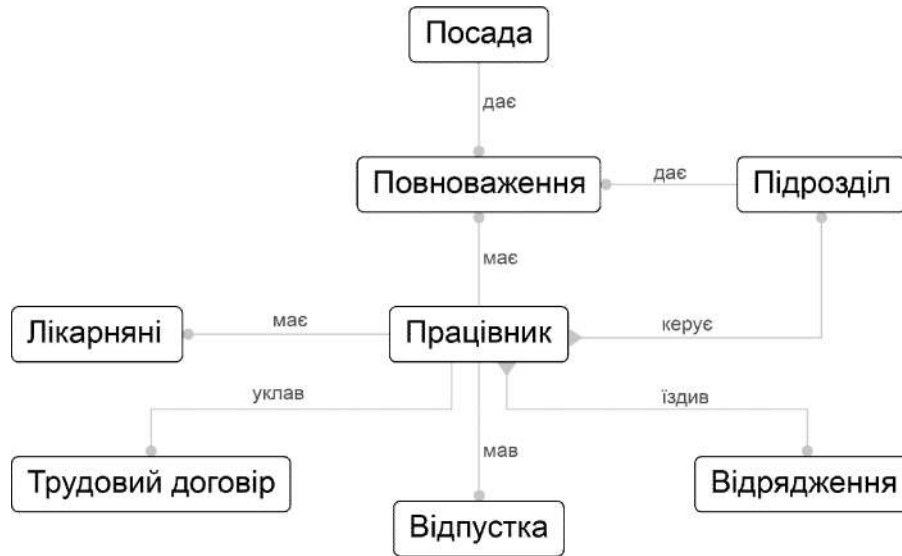 Посада
дає
Повноваження
дає
Підрозділ
має
Лікарняні
має
Працівник
керує
уклав
їздив
Трудовий договір
мав
Відрядження
Відпустка